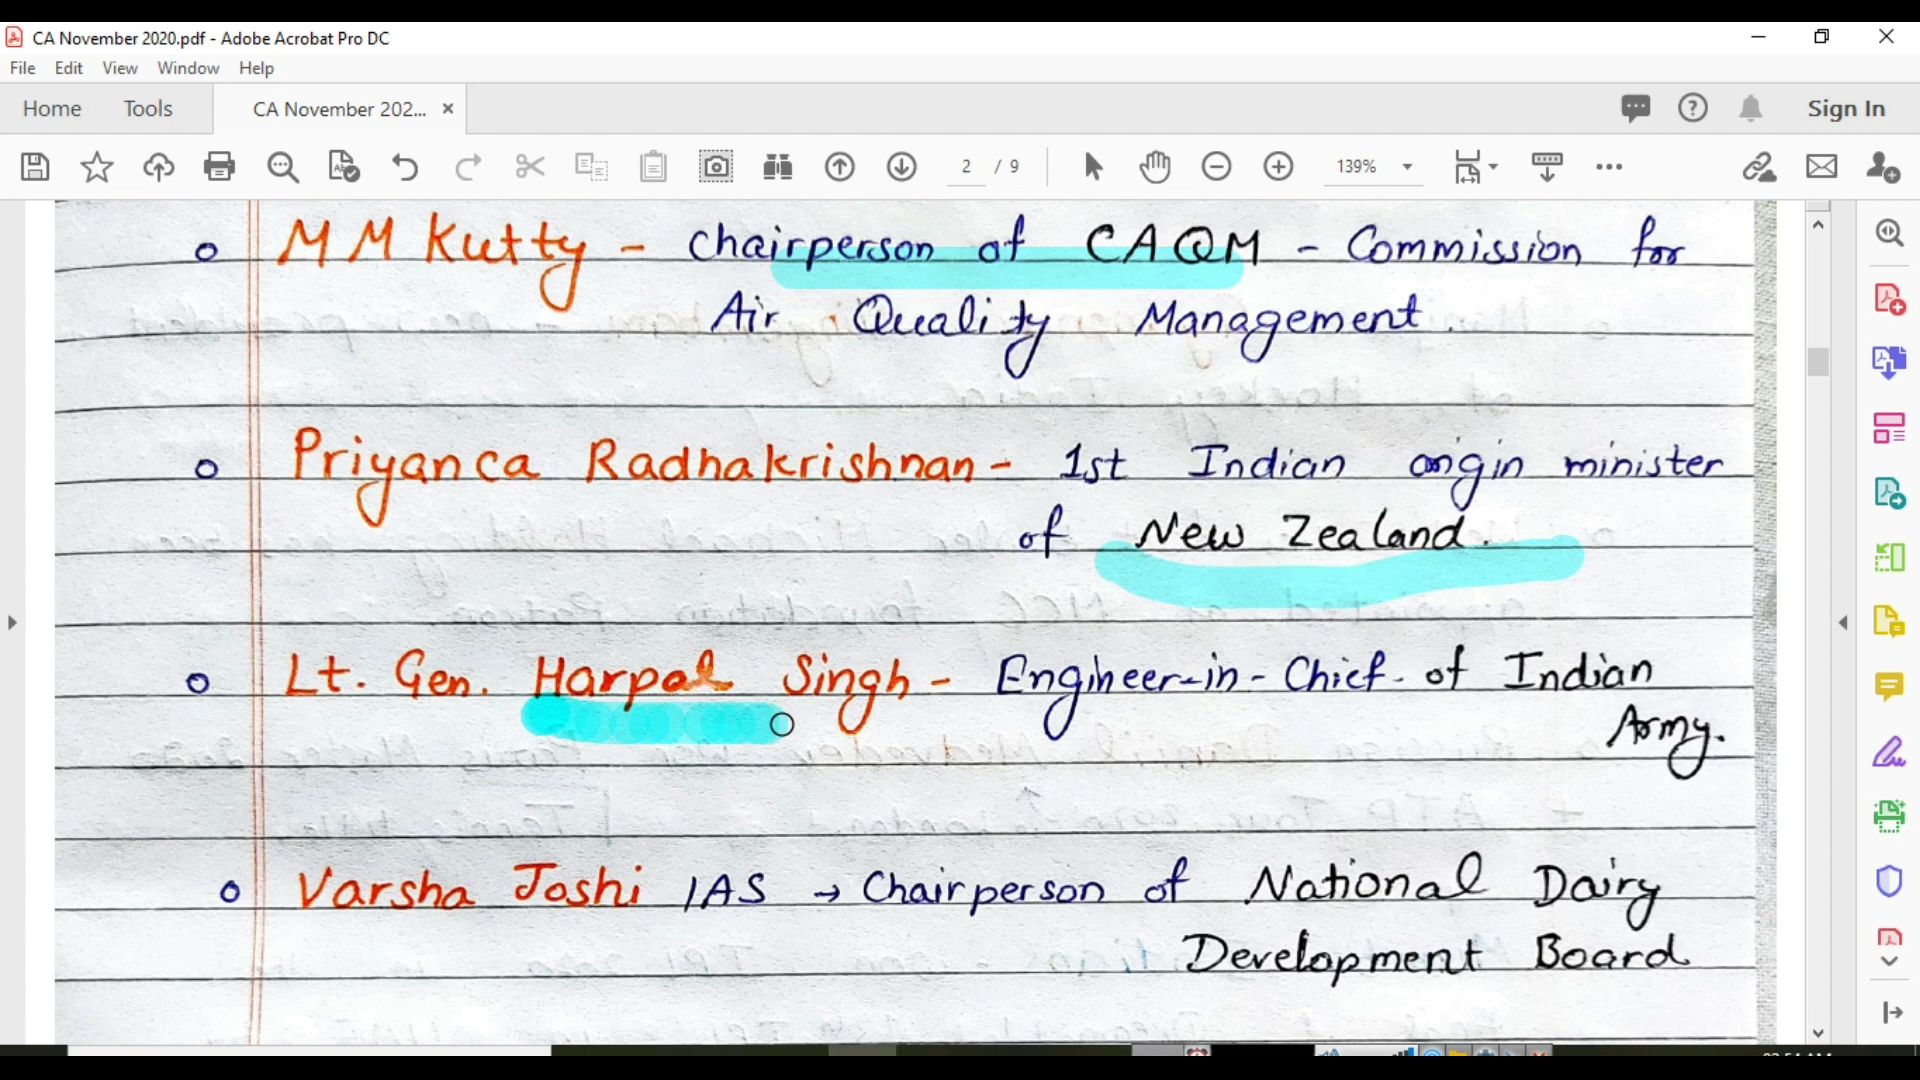 CA November 2020.pdf - Adobe Acrobat Pro DC
File Edit View Window Help
Home Tools CA November 202... × Sign In
2 / 9 139%
MM Kutty - Chairperson of CAQM - Commission for
Air Quality Management.
Priyanca Radhakrishnan - 1st Indian origin minister
of New Zealand.
Lt. Gen. Harpal Singh - Engineer-in-Chief of Indian
Army.
Varsha Joshi IAS → Chairperson of National Dairy
Development Board